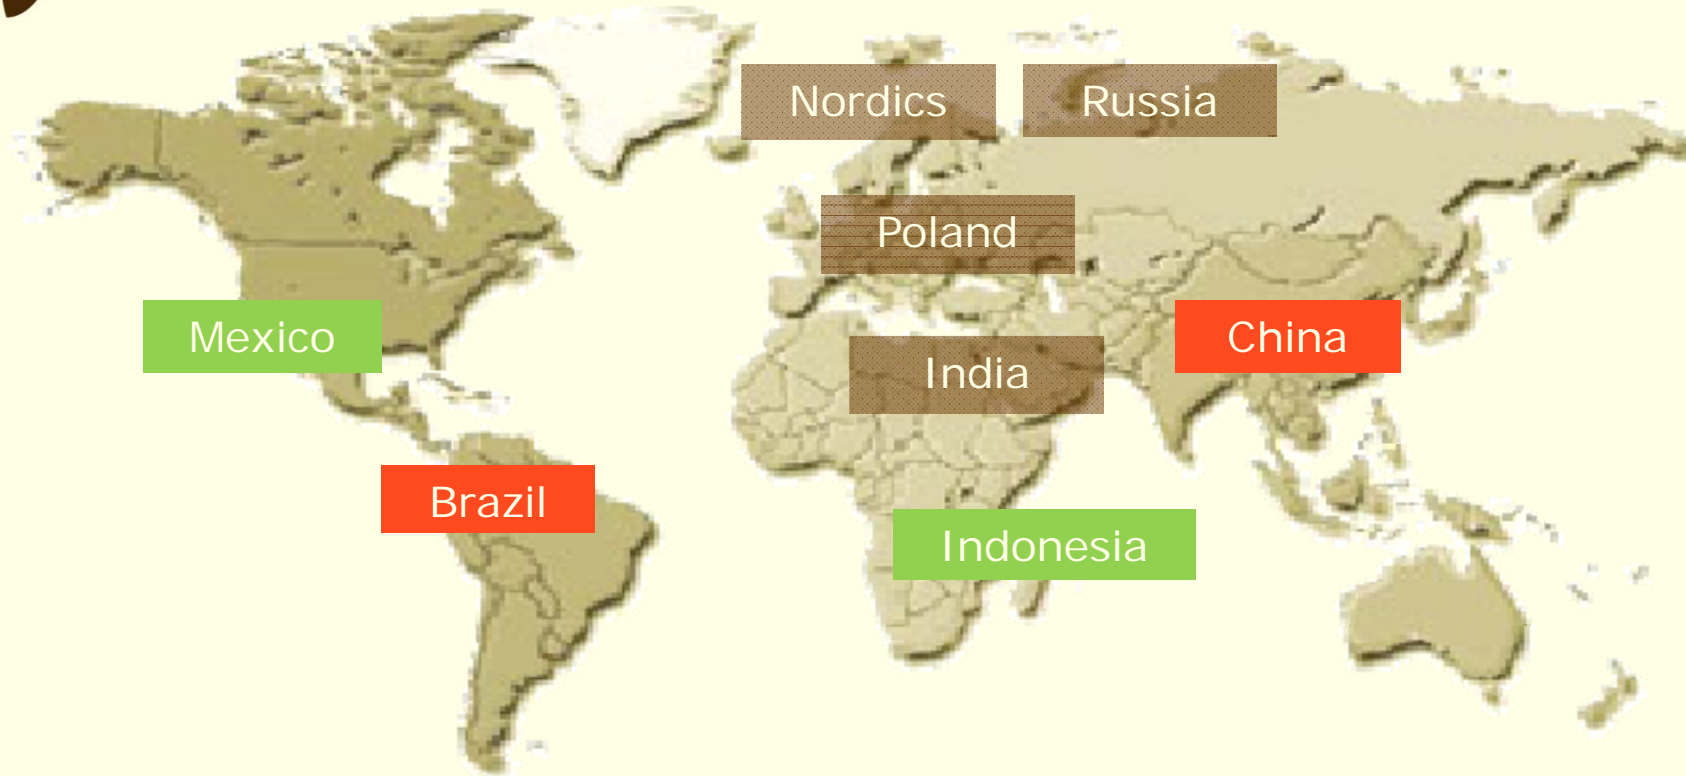 Nordics
Russia
Poland
Mexico
China
India
Brazil
Indonesia